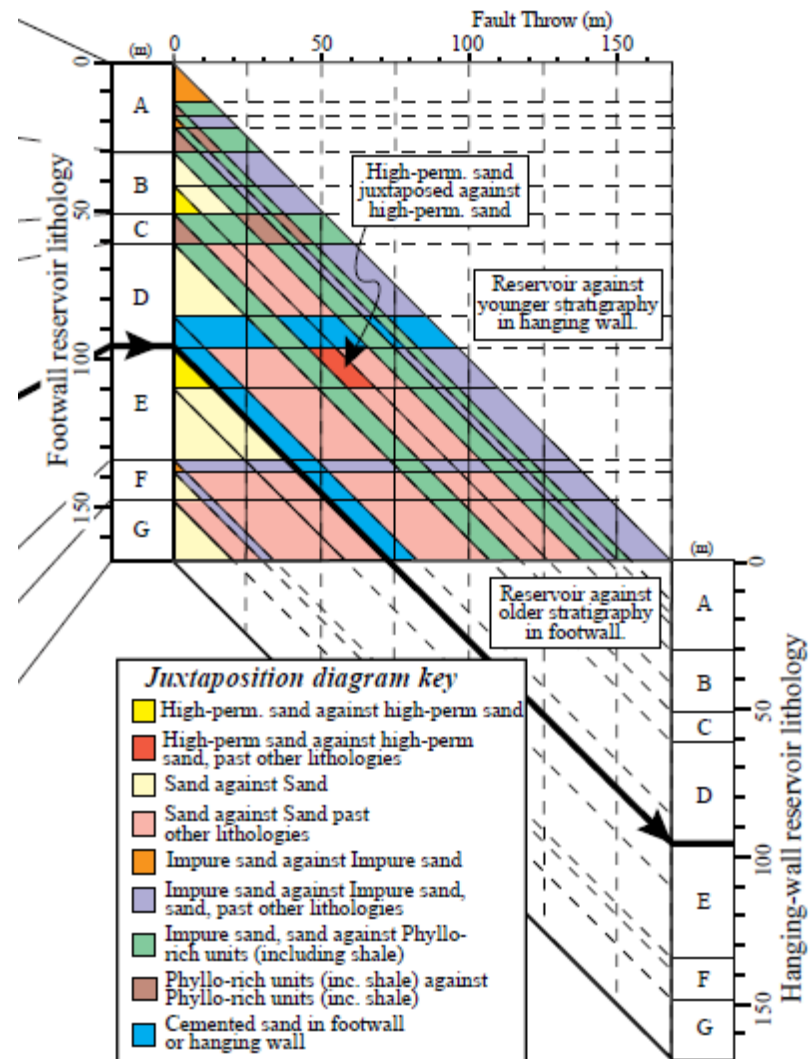 Fault Throw (m)
(m) 0 50 100 150
0
50
100
150
Footwall reservoir lithology
A
B
C
D
E
F
G
High-perm. sand
juxtaposed against
high-perm. sand
Reservoir against
younger stratigraphy
in hanging wall.
Reservoir against
older stratigraphy
in footwall.
(m)
0
50
100
150
A
B
C
D
E
F
G
Hanging-wall reservoir lithology
Juxtaposition diagram key
High-perm. sand against high-perm sand
High-perm sand against high-perm
sand, past other lithologies
Sand against Sand
Sand against Sand past
other lithologies
Impure sand against Impure sand
Impure sand against Impure sand,
sand, past other lithologies
Impure sand, sand against Phyllo-
rich units (including shale)
Phyllo-rich units (inc. shale) against
Phyllo-rich units (inc. shale)
Cemented sand in footwall
or hanging wall